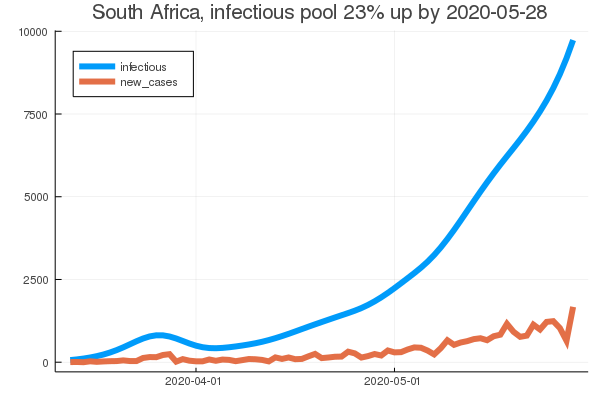 South Africa, infectious pool 23% up by 2020-05-28
10000
infectious
new_cases
7500
5000
2500
0
2020-04-01
2020-05-01